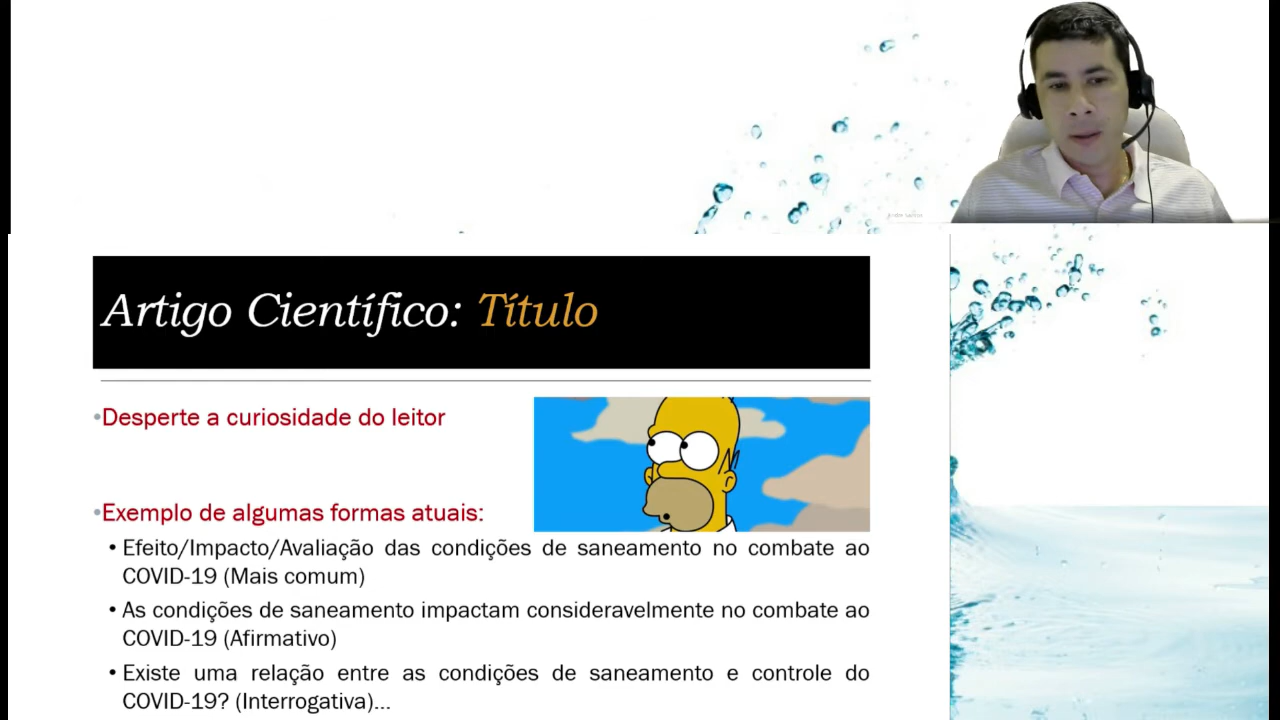 Artigo Científico: Título
•Desperte a curiosidade do leitor
•Exemplo de algumas formas atuais:
• Efeito/Impacto/Avaliação das condições de saneamento no combate ao
COVID-19 (Mais comum)
• As condições de saneamento impactam consideravelmente no combate ao
COVID-19 (Afirmativo)
• Existe uma relação entre as condições de saneamento e controle do
COVID-19? (Interrogativa)...